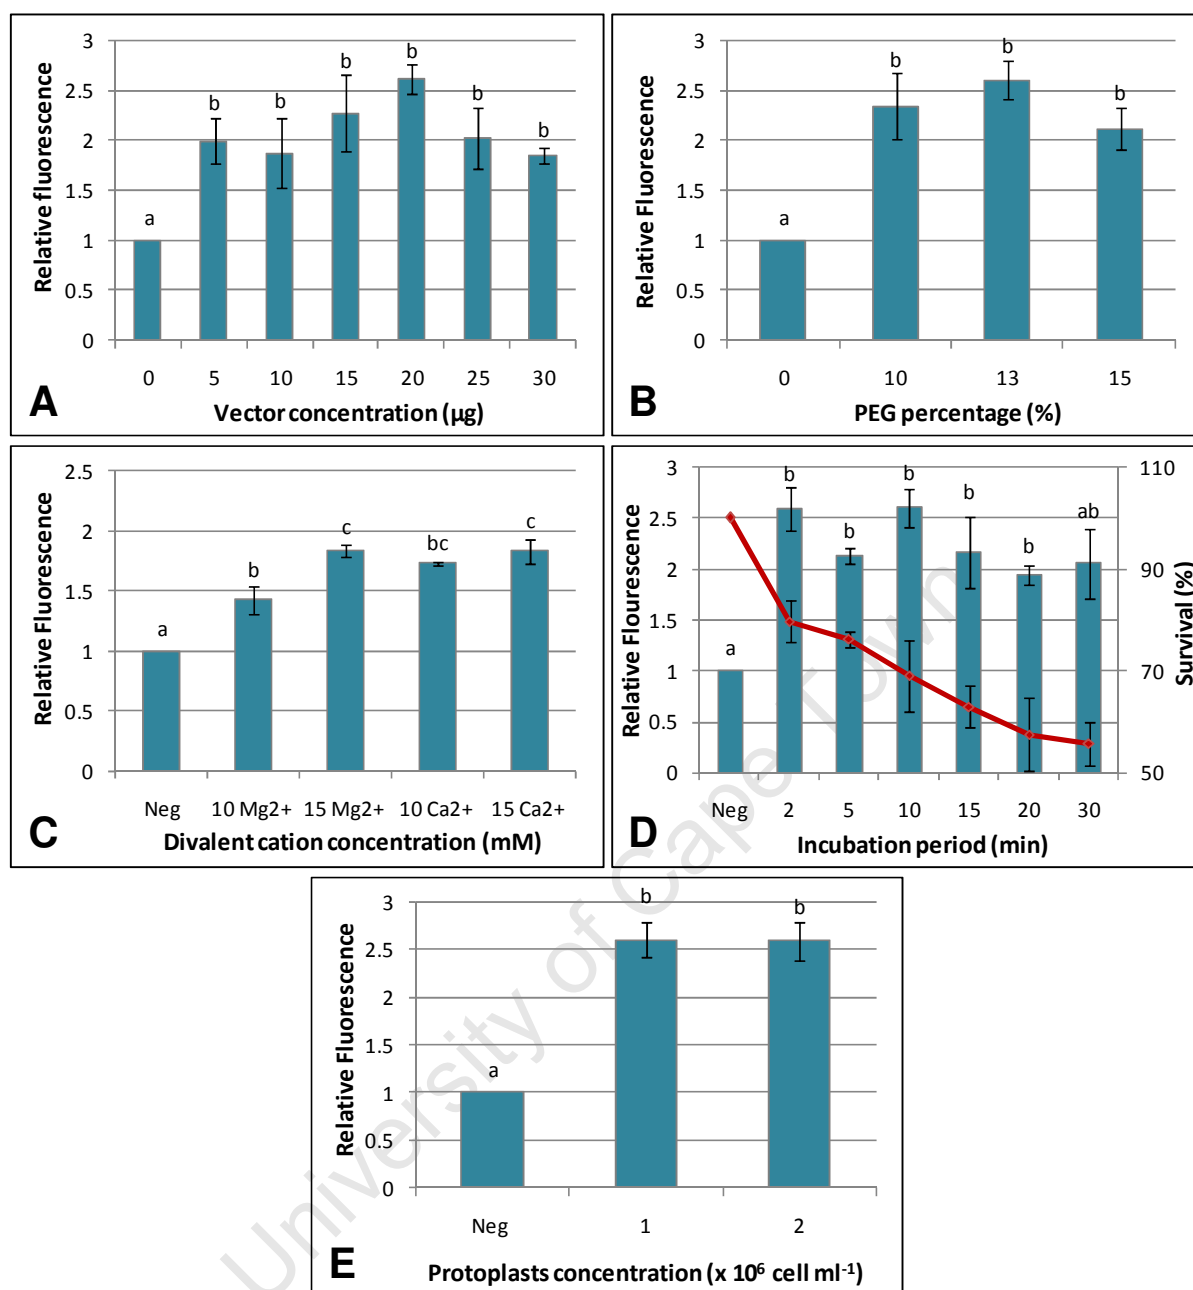 3
2.5
2
1.5
1
0.5
0
Relative fluorescence
a
b
b
b
b
b
b
0 5 10 15 20 25 30
Vector concentration (µg)
A
3
2.5
2
1.5
1
0.5
0
Relative Fluorescence
a
b
b
b
0 10 13 15
PEG percentage (%)
B
2.5
2
1.5
1
0.5
0
Relative Fluorescence
a
b
c
bc
c
Neg 10 Mg2+ 15 Mg2+ 10 Ca2+ 15 Ca2+
Divalent cation concentration (mM)
C
3
2.5
2
1.5
1
0.5
0
Relative Flourescence
a
b
b
b
b
b
ab
110
90
70
50
Survival (%)
Neg 2 5 10 15 20 30
Incubation period (min)
D
3
2.5
2
1.5
1
0.5
0
Relative Fluorescence
a
b
b
Neg 1 2
Protoplasts concentration (x 10⁶ cell ml⁻¹)
E
University of Cape Town